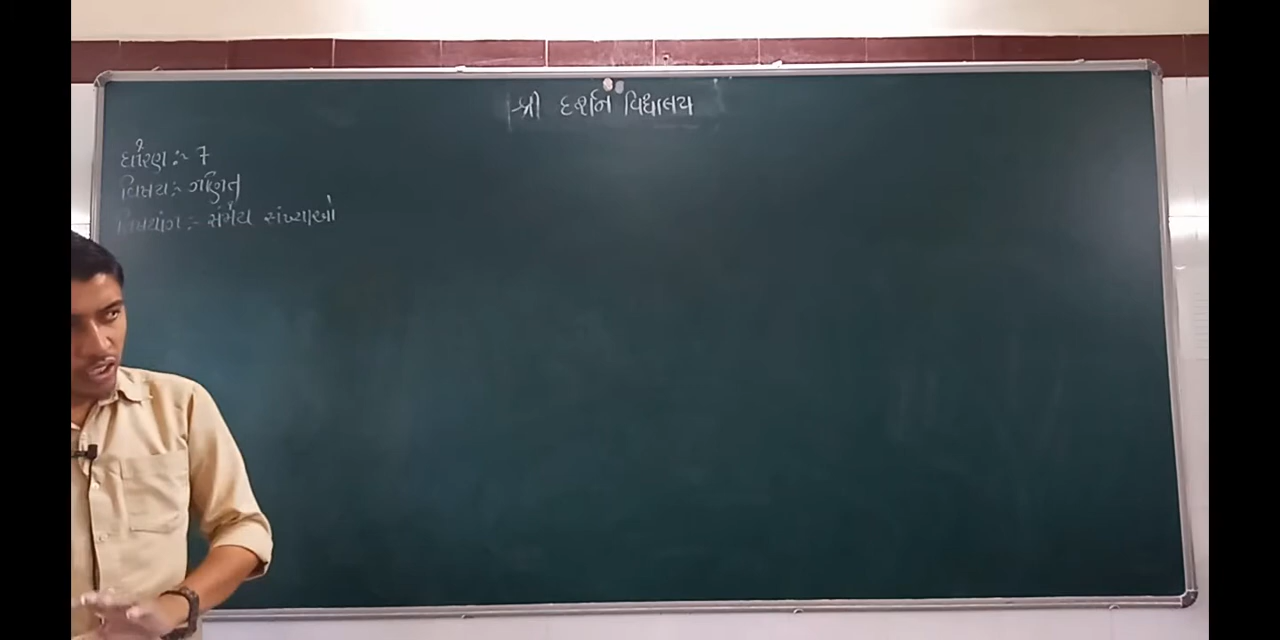 શ્રી દર્શન વિદ્યાલય
ધોરણ :- 7
વિષય :- ગણિત
વિષયાંગ :- સંમેય સંખ્યાઓ